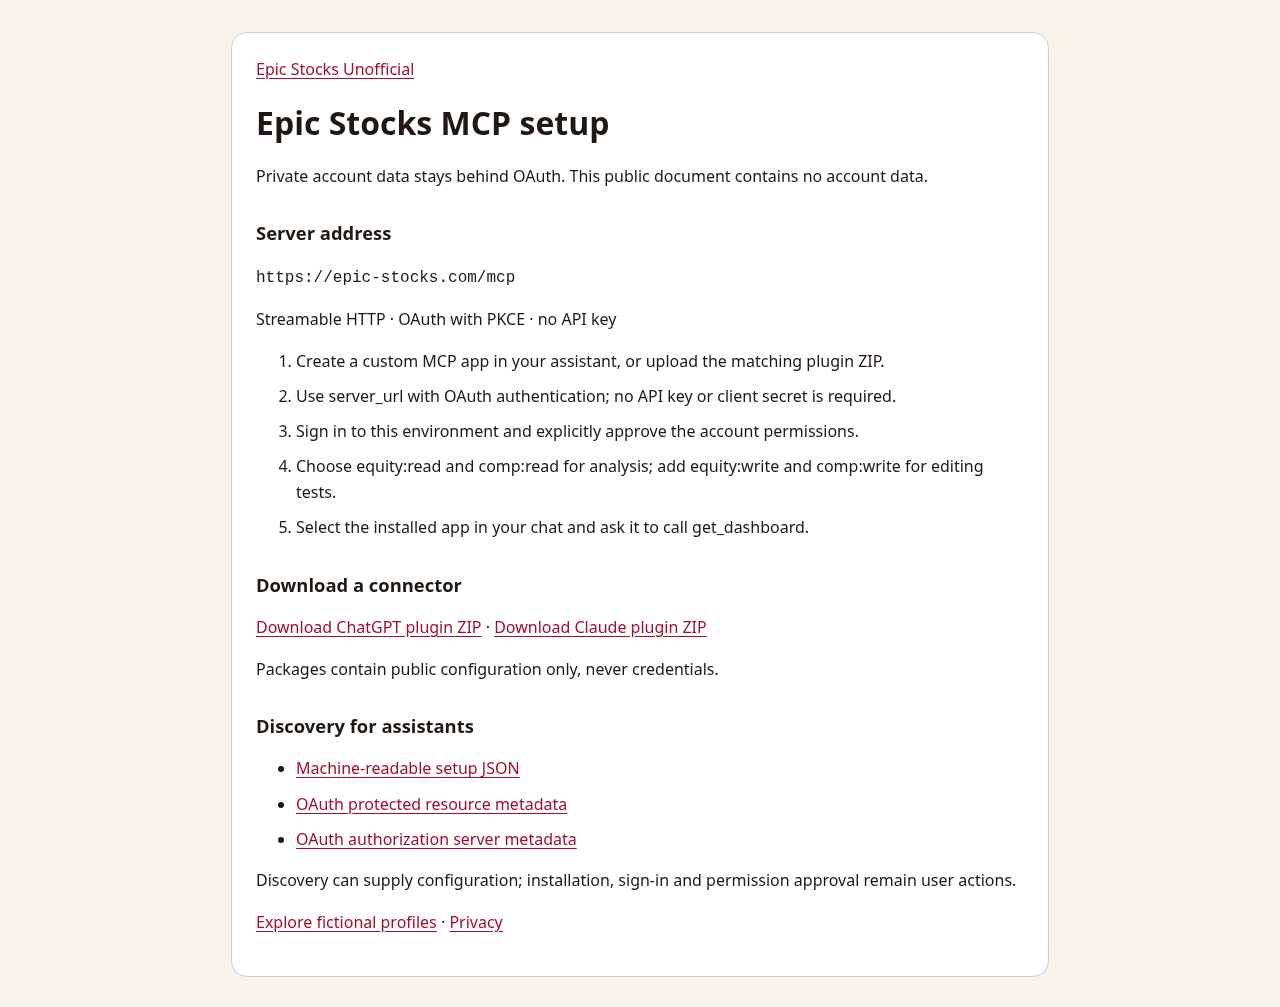 Epic Stocks Unofficial
Epic Stocks MCP setup
Private account data stays behind OAuth. This public document contains no account data.
Server address
https://epic-stocks.com/mcp
Streamable HTTP · OAuth with PKCE · no API key
1. Create a custom MCP app in your assistant, or upload the matching plugin ZIP.
2. Use server_url with OAuth authentication; no API key or client secret is required.
3. Sign in to this environment and explicitly approve the account permissions.
4. Choose equity:read and comp:read for analysis; add equity:write and comp:write for editing
tests.
5. Select the installed app in your chat and ask it to call get_dashboard.
Download a connector
Download ChatGPT plugin ZIP · Download Claude plugin ZIP
Packages contain public configuration only, never credentials.
Discovery for assistants
• Machine-readable setup JSON
• OAuth protected resource metadata
• OAuth authorization server metadata
Discovery can supply configuration; installation, sign-in and permission approval remain user actions.
Explore fictional profiles · Privacy